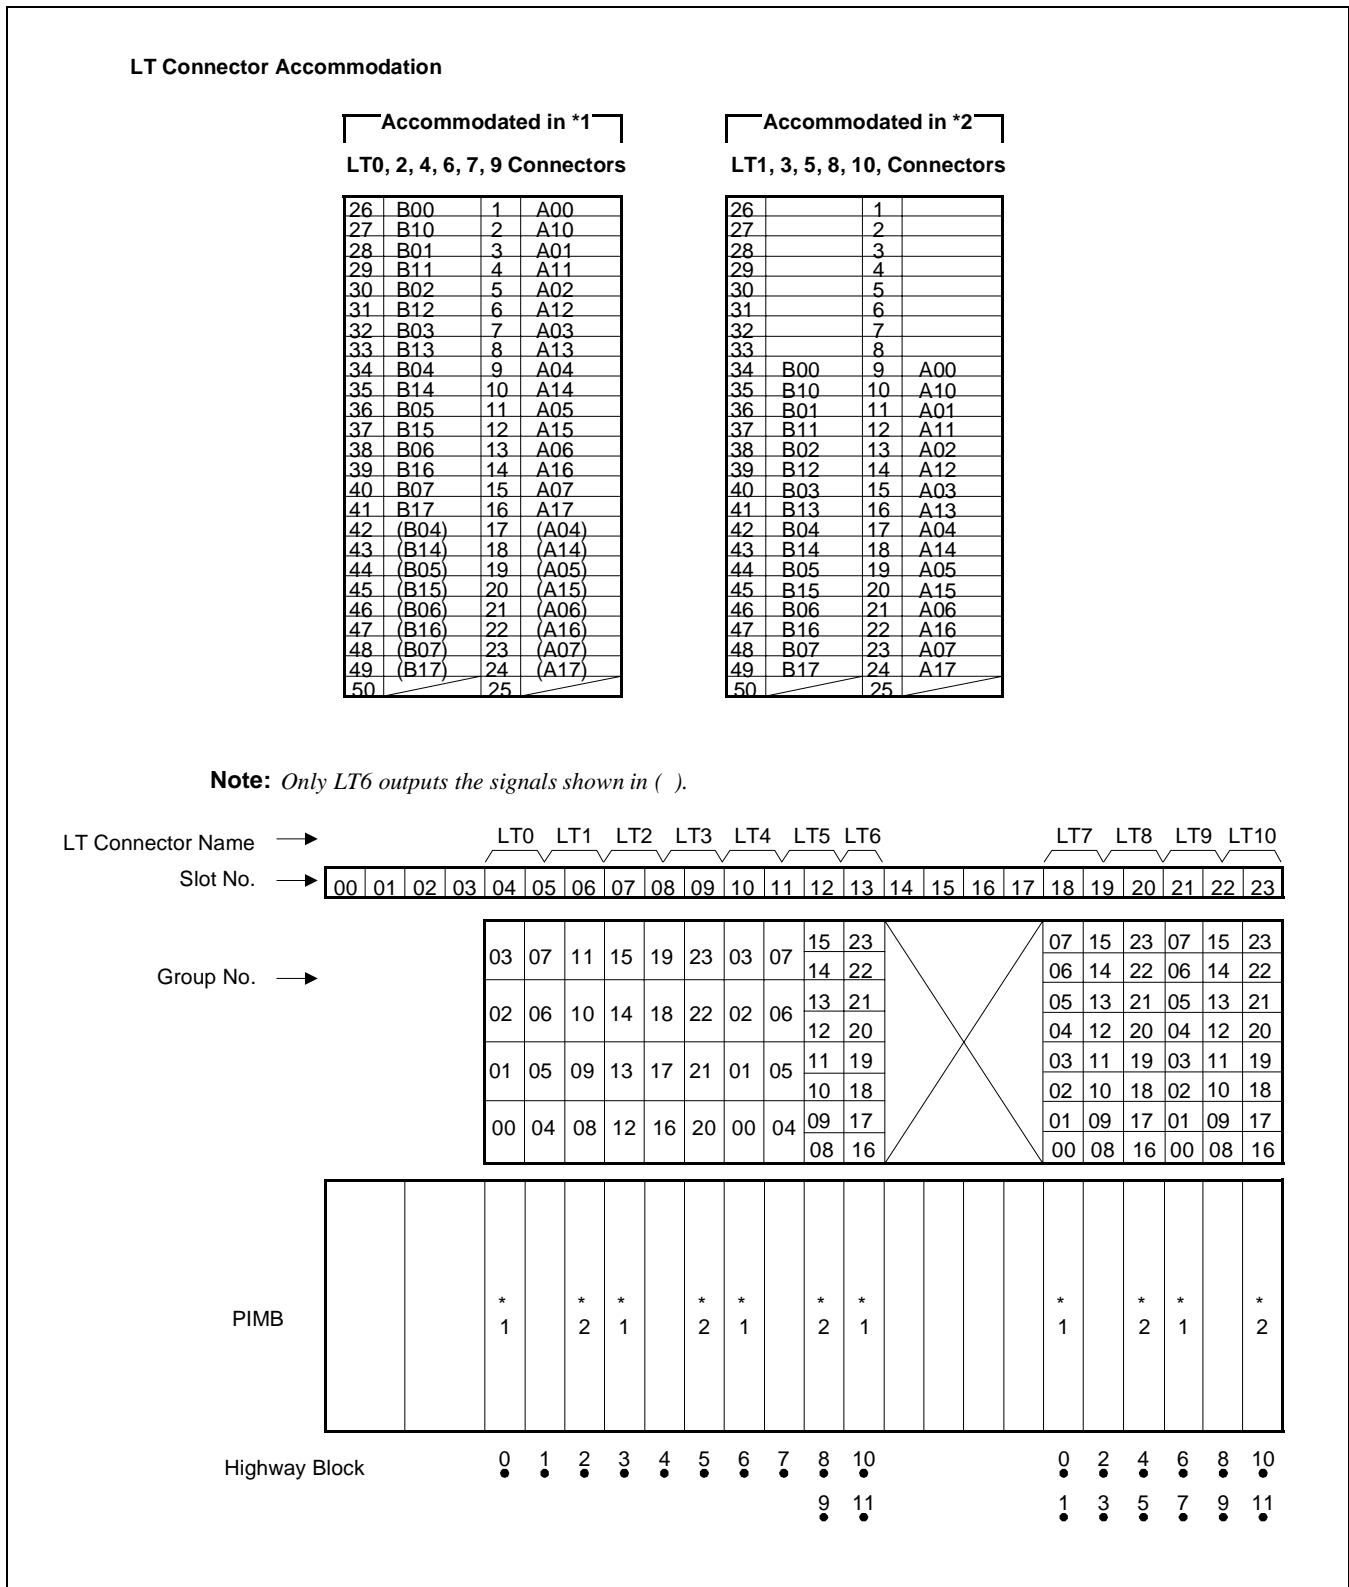 LT Connector Accommodation
Accommodated in *1 Accommodated in *2
LT0, 2, 4, 6, 7, 9 Connectors LT1, 3, 5, 8, 10, Connectors
26 B00 1 A00 26 1
27 B10 2 A10 27 2
28 B01 3 A01 28 3
29 B11 4 A11 29 4
30 B02 5 A02 30 5
31 B12 6 A12 31 6
32 B03 7 A03 32 7
33 B13 8 A13 33 8
34 B04 9 A04 34 B00 9 A00
35 B14 10 A14 35 B10 10 A10
36 B05 11 A05 36 B01 11 A01
37 B15 12 A15 37 B11 12 A11
38 B06 13 A06 38 B02 13 A02
39 B16 14 A16 39 B12 14 A12
40 B07 15 A07 40 B03 15 A03
41 B17 16 A17 41 B13 16 A13
42 (B04) 17 (A04) 42 B04 17 A04
43 (B14) 18 (A14) 43 B14 18 A14
44 (B05) 19 (A05) 44 B05 19 A05
45 (B15) 20 (A15) 45 B15 20 A15
46 (B06) 21 (A06) 46 B06 21 A06
47 (B16) 22 (A16) 47 B16 22 A16
48 (B07) 23 (A07) 48 B07 23 A07
49 (B17) 24 (A17) 49 B17 24 A17
50 25 50 25
Note: Only LT6 outputs the signals shown in ( ).
LT Connector Name LT0 LT1 LT2 LT3 LT4 LT5 LT6 LT7 LT8 LT9 LT10
Slot No. 00 01 02 03 04 05 06 07 08 09 10 11 12 13 14 15 16 17 18 19 20 21 22 23
Group No.
15 23 07 15 23 07 15 23
03 07 11 15 19 23 03 07
14 22 06 14 22 06 14 22
13 21 05 13 21 05 13 21
02 06 10 14 18 22 02 06
12 20 04 12 20 04 12 20
11 19 03 11 19 03 11 19
01 05 09 13 17 21 01 05
10 18 02 10 18 02 10 18
09 17 01 09 17 01 09 17
00 04 08 12 16 20 00 04
08 16 00 08 16 00 08 16
PIMB
* * * * * * * * * * *
1 2 1 2 1 2 1 1 2 1 2
Highway Block 0 1 2 3 4 5 6 7 8 10 0 2 4 6 8 10
9 11 1 3 5 7 9 11